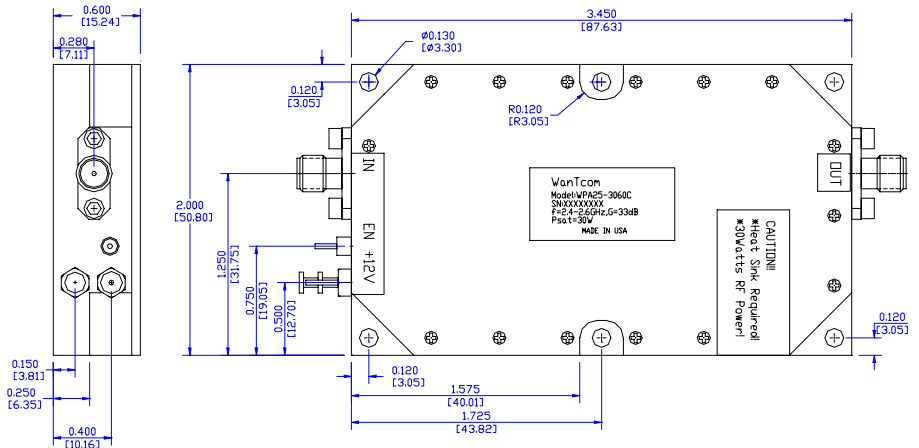 0.600
[15.24]
0.280
[7.11]
3.450
[87.63]
Ø0.130
[Ø3.30]
0.120
[3.05]
R0.120
[R3.05]
2.000
[50.80]
1.250
[31.75]
0.750
[19.05]
0.500
[12.70]
IN
EN +12V
OUT
WanTcom
Model:WPA25-3060C
SN:XXXXXXXX
f=2.4-2.6GHz,G=33dB
Psat=30W
MADE IN USA
CAUTION!!!
*Heat Sink Required!!
*30Watts RF Power!
0.120
[3.05]
0.150
[3.81]
0.250
[6.35]
0.400
[10.16]
0.120
[3.05]
1.575
[40.01]
1.725
[43.82]